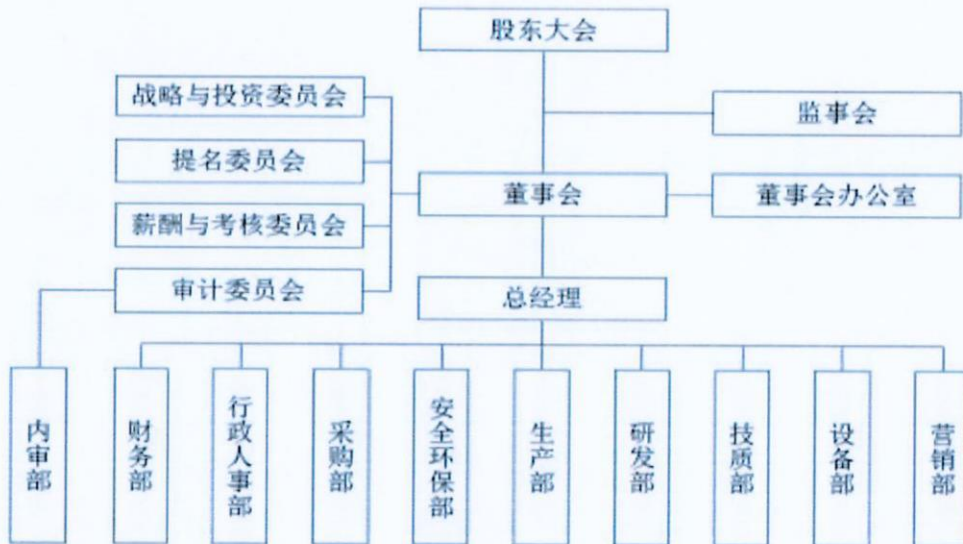 股东大会
战略与投资委员会
监事会
提名委员会
董事会
董事会办公室
薪酬与考核委员会
审计委员会
总经理
内审部
财务部
行政人事部
采购部
安全环保部
生产部
研发部
技质部
设备部
营销部